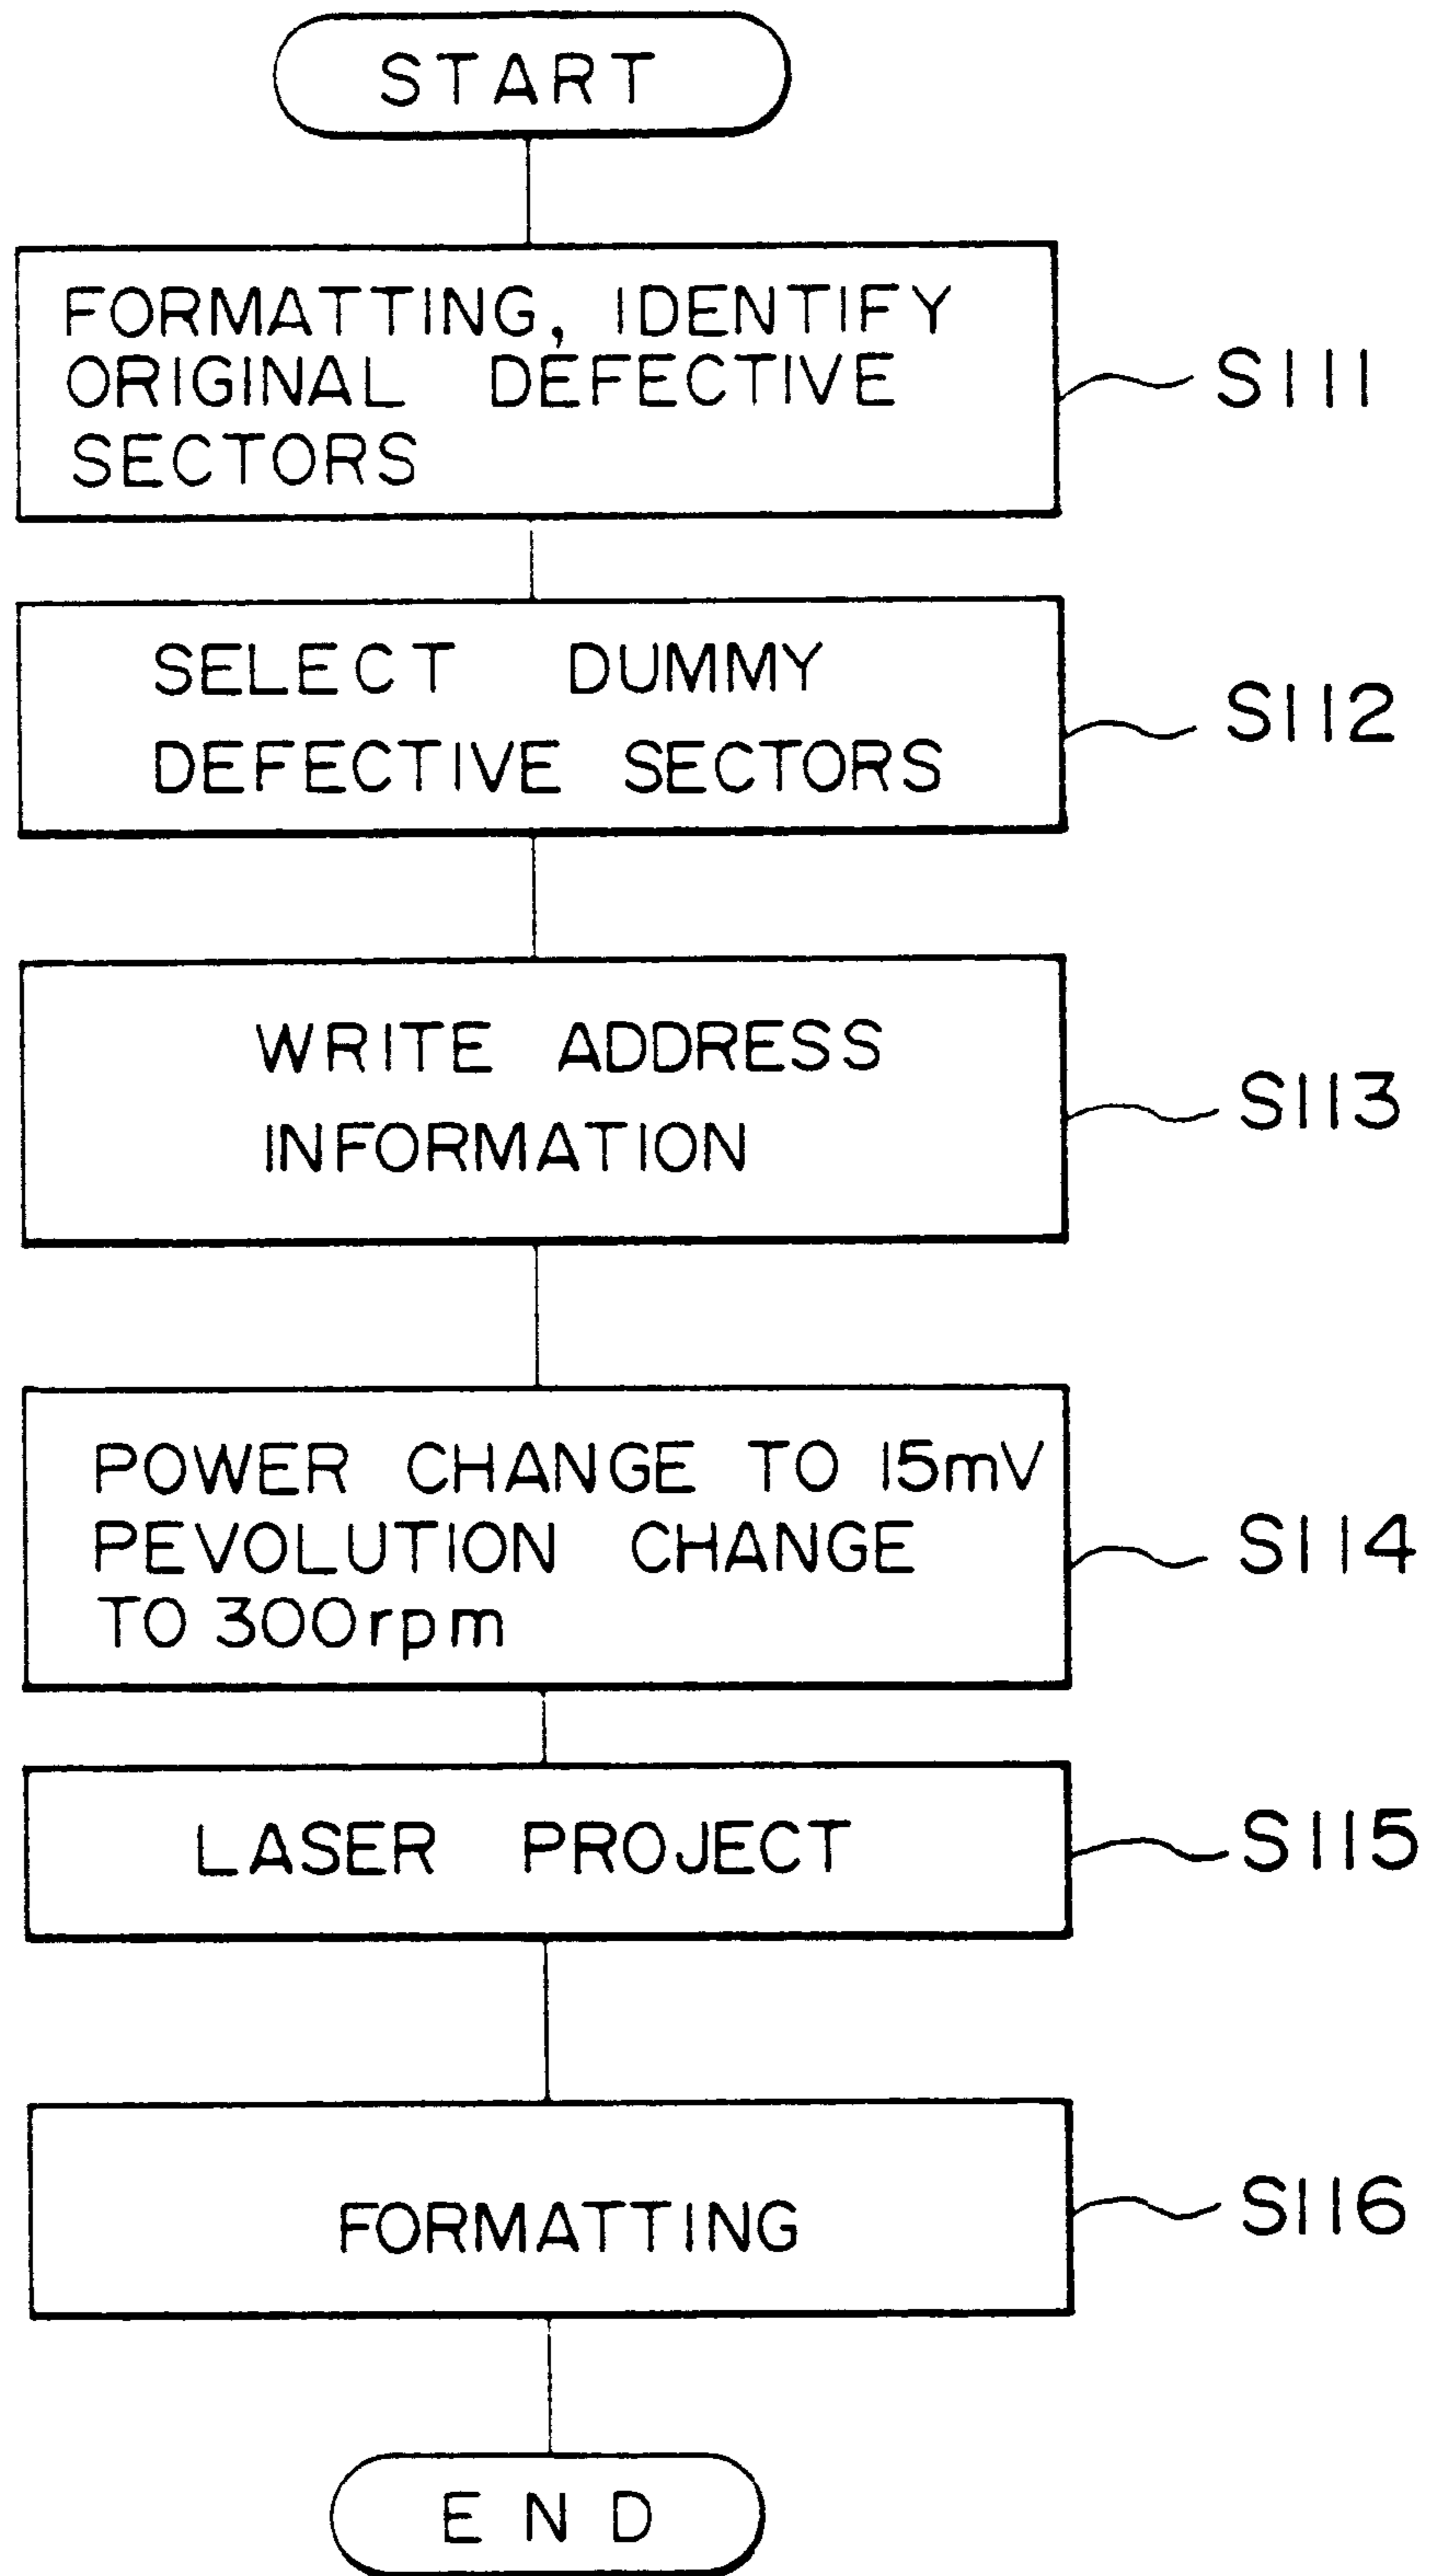 START
FORMATTING, IDENTIFY
ORIGINAL DEFECTIVE
SECTORS
S111
SELECT DUMMY
DEFECTIVE SECTORS
S112
WRITE ADDRESS
INFORMATION
S113
POWER CHANGE TO 15mV
PEVOLUTION CHANGE
TO 300rpm
S114
LASER PROJECT
S115
FORMATTING
S116
END